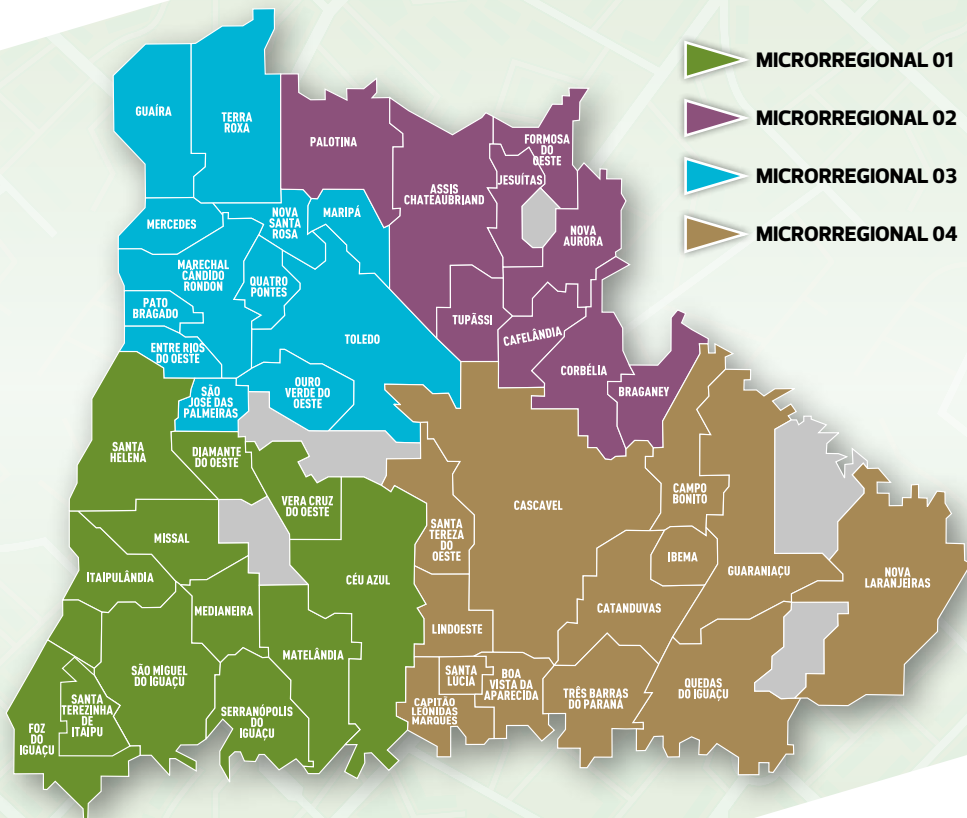 MICRORREGIONAL 01
MICRORREGIONAL 02
MICRORREGIONAL 03
MICRORREGIONAL 04
GUAÍRA
TERRA
ROXA
PALOTINA
ASSIS
CHATEAUBRIAND
FORMOSA
DO
OESTE
JESUÍTAS
NOVA
AURORA
MERCEDES
NOVA
SANTA
ROSA
MARIPÁ
MARECHAL
CÂNDIDO
RONDON
QUATRO
PONTES
PATO
BRAGADO
ENTRE RIOS
DO OESTE
TOLEDO
TUPÃSSI
CAFELÂNDIA
CORBÉLIA
BRAGANEY
SÃO
JOSÉ DAS
PALMEIRAS
OURO
VERDE DO
OESTE
SANTA
HELENA
DIAMANTE
DO OESTE
VERA CRUZ
DO OESTE
MISSAL
ITAIPULÂNDIA
MEDIANEIRA
CÉU AZUL
MATELÂNDIA
SÃO MIGUEL
DO IGUAÇU
SERRANÓPOLIS
DO
IGUAÇU
SANTA
TEREZINHA
DE
ITAIPU
FOZ
DO
IGUAÇU
SANTA
TEREZA
DO
OESTE
CASCAVEL
CAMPO
BONITO
IBEMA
GUARANIAÇU
NOVA
LARANJEIRAS
CATANDUVAS
LINDOESTE
SANTA
LÚCIA
BOA
VISTA DA
APARECIDA
CAPITÃO
LEÔNIDAS
MARQUES
TRÊS BARRAS
DO PARANÁ
QUEDAS
DO IGUAÇU